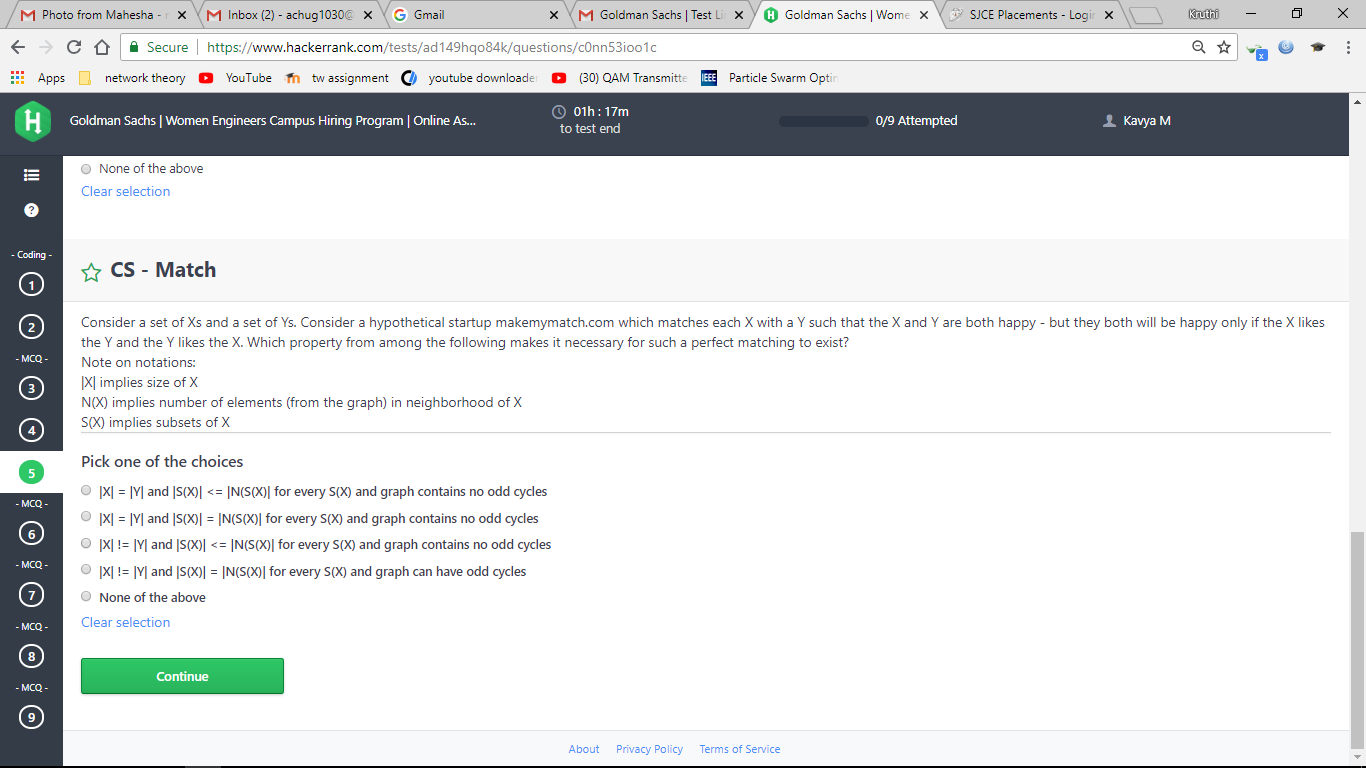 Photo from Mahesha -
Inbox (2) - achug1030@
Gmail
Goldman Sachs | Test Li
Goldman Sachs | Wome
SJCE Placements - Logi
Kruthi
Secure
https://www.hackerrank.com/tests/ad149hqo84k/questions/c0nn53ioo1c
Apps
network theory
YouTube
tw assignment
youtube downloade
(30) QAM Transmitte
IEEE
Particle Swarm Opti
Goldman Sachs | Women Engineers Campus Hiring Program | Online As...
01h : 17m
to test end
0/9 Attempted
Kavya M
None of the above
Clear selection
- Coding -
1
2
- MCQ -
3
4
5
- MCQ -
6
- MCQ -
7
- MCQ -
8
- MCQ -
9
CS - Match
Consider a set of Xs and a set of Ys. Consider a hypothetical startup makemymatch.com which matches each X with a Y such that the X and Y are both happy - but they both will be happy only if the X likes
the Y and the Y likes the X. Which property from among the following makes it necessary for such a perfect matching to exist?
Note on notations:
|X| implies size of X
N(X) implies number of elements (from the graph) in neighborhood of X
S(X) implies subsets of X
Pick one of the choices
|X| = |Y| and |S(X)| <= |N(S(X)| for every S(X) and graph contains no odd cycles
|X| = |Y| and |S(X)| = |N(S(X)| for every S(X) and graph contains no odd cycles
|X| != |Y| and |S(X)| <= |N(S(X)| for every S(X) and graph contains no odd cycles
|X| != |Y| and |S(X)| = |N(S(X)| for every S(X) and graph can have odd cycles
None of the above
Clear selection
Continue
About
Privacy Policy
Terms of Service